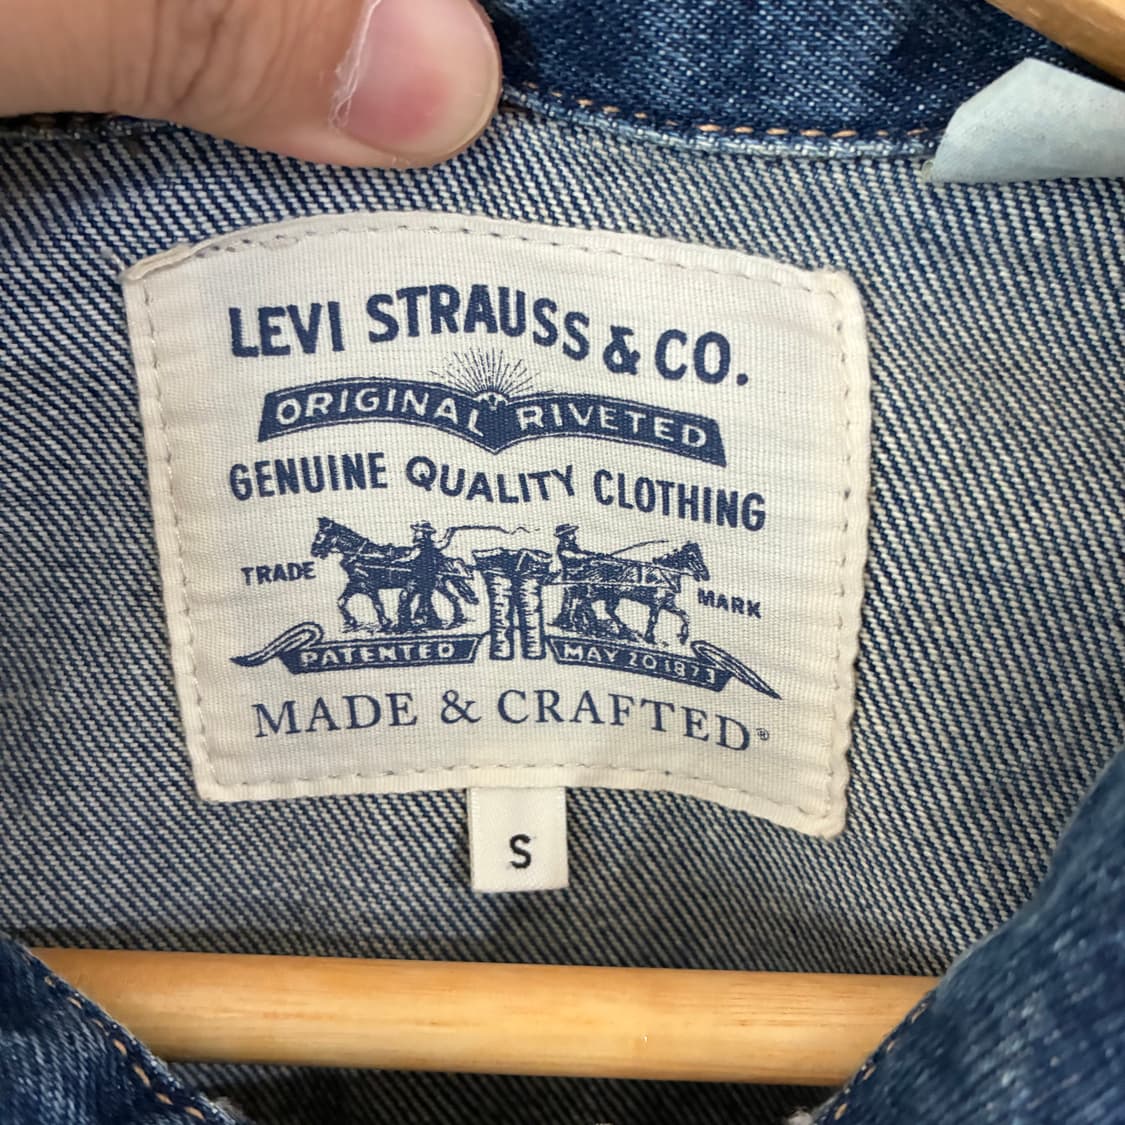 LEVI STRAUSS & CO.
ORIGINAL RIVETED
GENUINE QUALITY CLOTHING
TRADE MARK
PATENTED MAY 20 1873
MADE & CRAFTED®
S